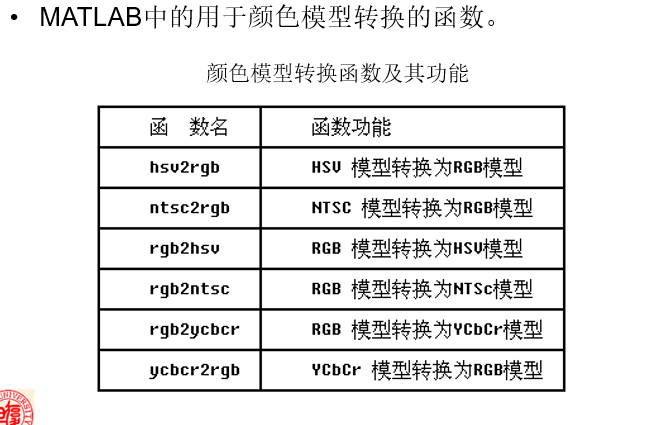 • MATLAB中的用于颜色模型转换的函数。
颜色模型转换函数及其功能
函 数名 函数功能
hsv2rgb HSV 模型转换为RGB模型
ntsc2rgb NTSC 模型转换为RGB模型
rgb2hsv RGB 模型转换为HSV模型
rgb2ntsc RGB 模型转换为NTSc模型
rgb2ycbcr RGB 模型转换为YCbCr模型
ycbcr2rgb YCbCr 模型转换为RGB模型